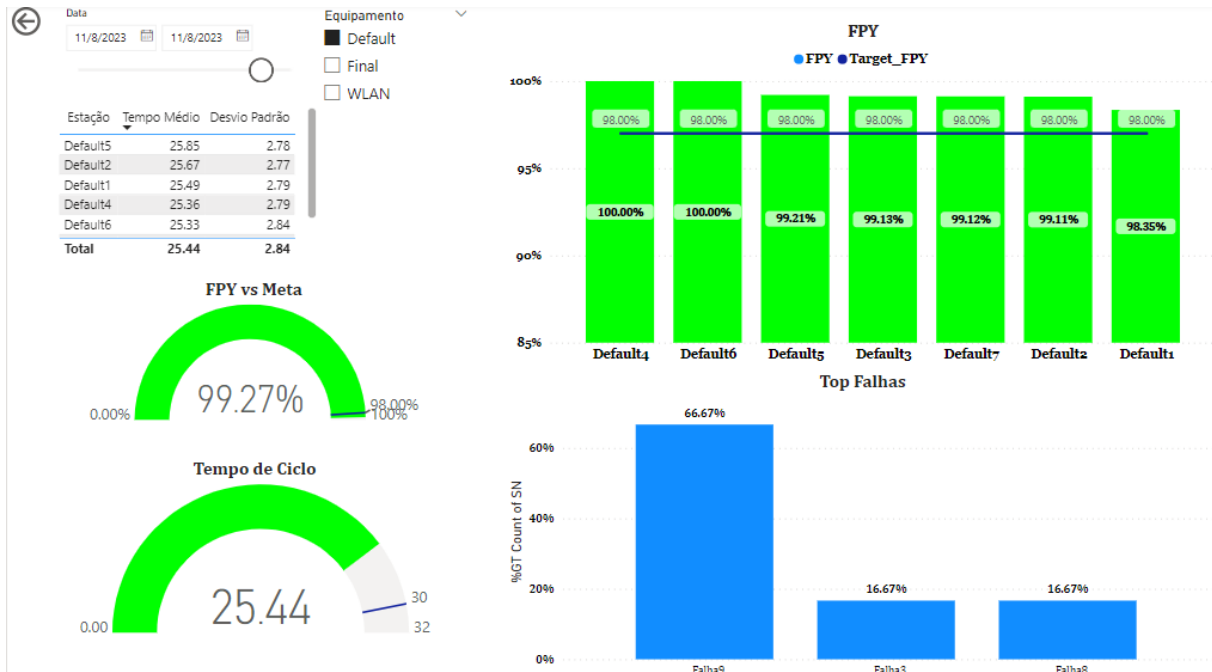 Data
11/8/2023 11/8/2023
Equipamento
Default
Final
WLAN
Estação Tempo Médio Desvio Padrão
Default5 25.85 2.78
Default2 25.67 2.77
Default1 25.49 2.79
Default4 25.36 2.79
Default6 25.33 2.84
Total 25.44 2.84
FPY vs Meta
99.27%
0.00%
98.00%
100%
Tempo de Ciclo
25.44
0.00
30
32
FPY
FPY Target_FPY
100%
95%
90%
85%
98.00% 98.00% 98.00% 98.00% 98.00% 98.00% 98.00%
100.00% 100.00% 99.21% 99.13% 99.12% 99.11% 98.35%
Default4 Default6 Default5 Default3 Default7 Default2 Default1
Top Falhas
%GT Count of SN
60%
40%
20%
0%
66.67% 16.67% 16.67%
Falha9 Falha3 Falha8